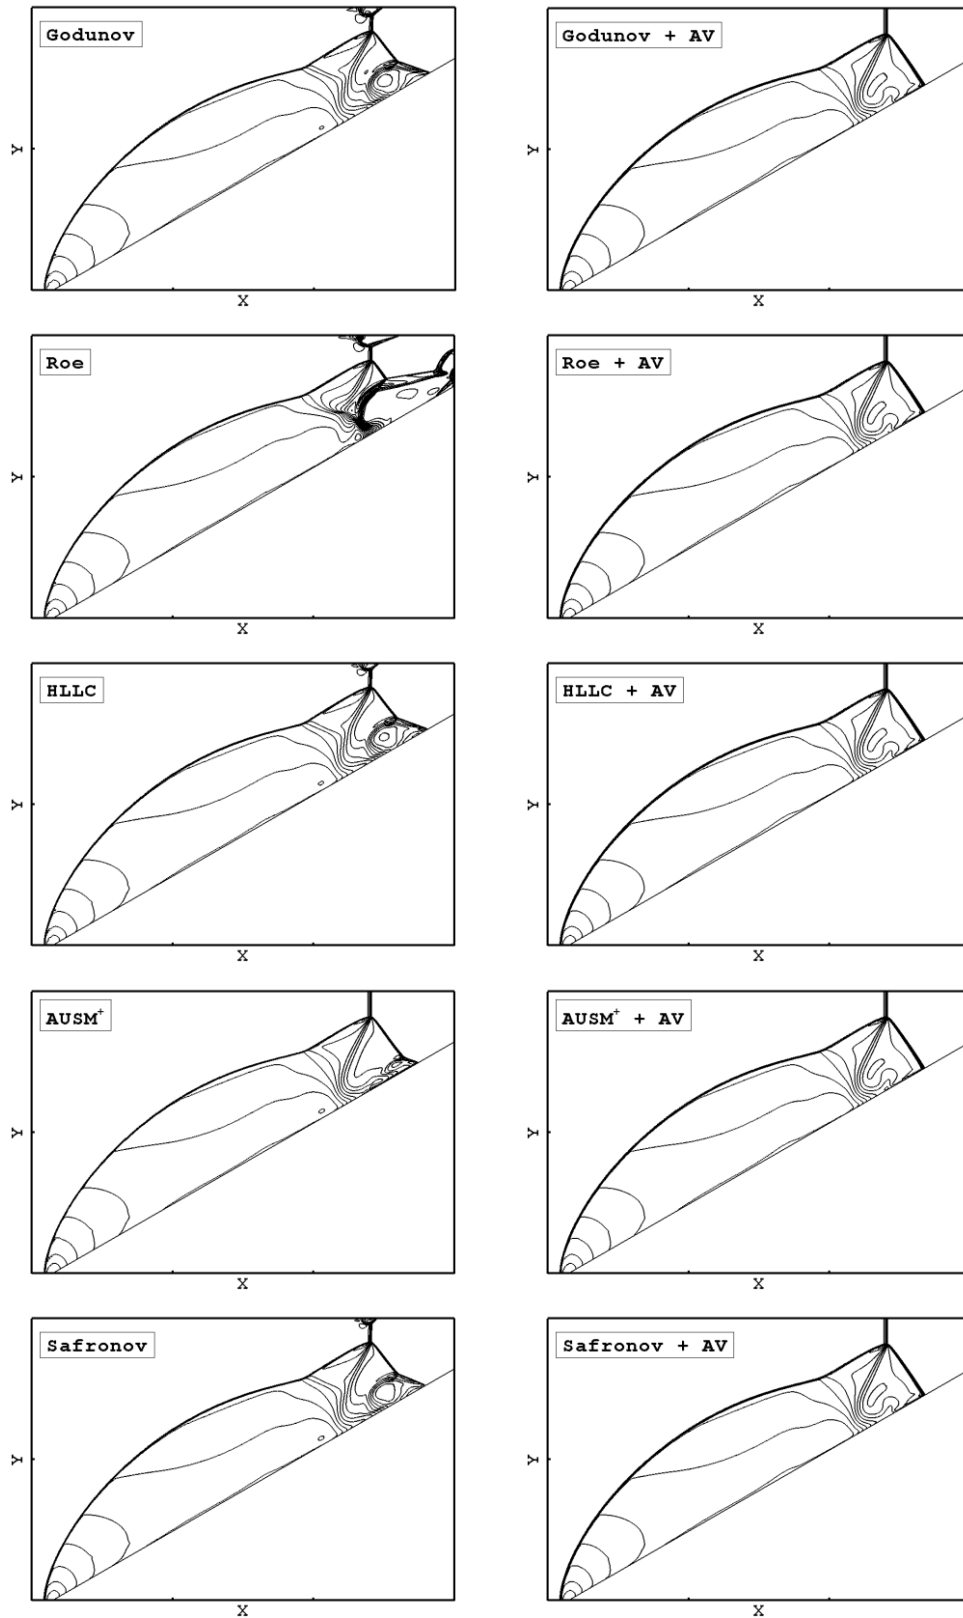 Godunov
Godunov + AV
Y
Y
X
X
Roe
Roe + AV
Y
Y
X
X
HLLC
HLLC + AV
Y
Y
X
X
AUSM⁺
AUSM⁺ + AV
Y
Y
X
X
Safronov
Safronov + AV
Y
Y
X
X